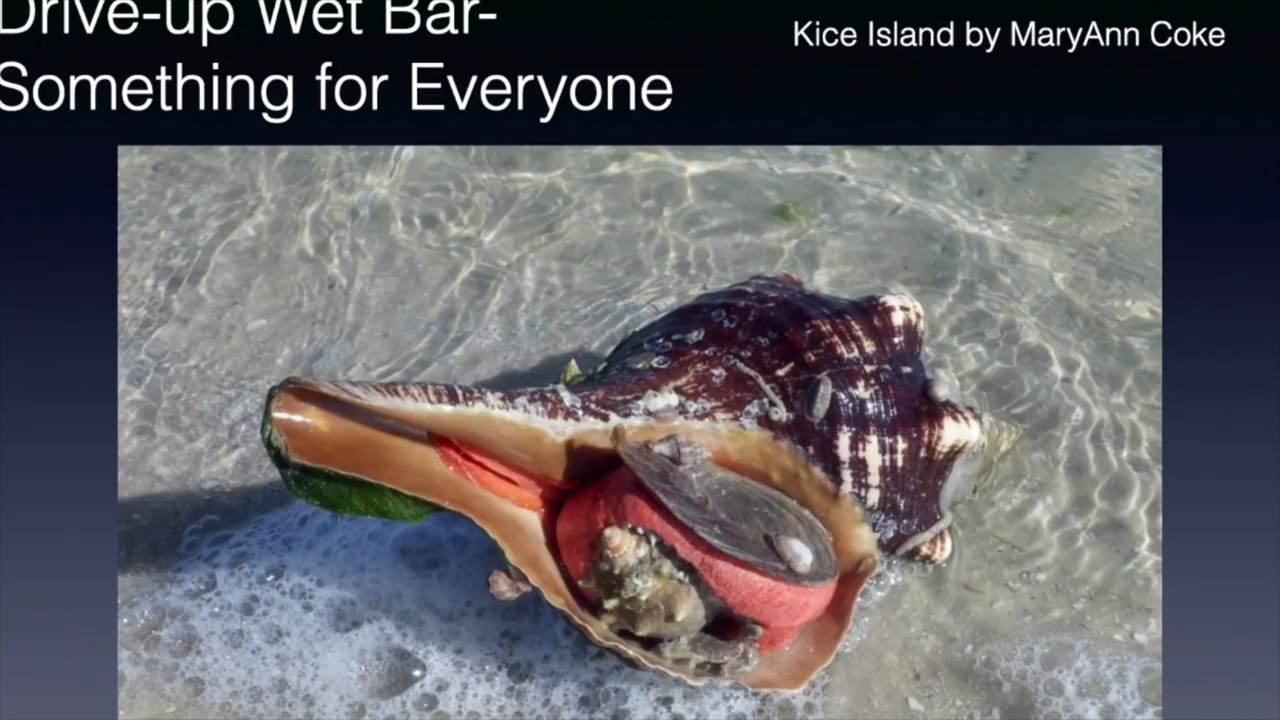 Drive-up Wet Bar-
Something for Everyone
Kice Island by MaryAnn Coke